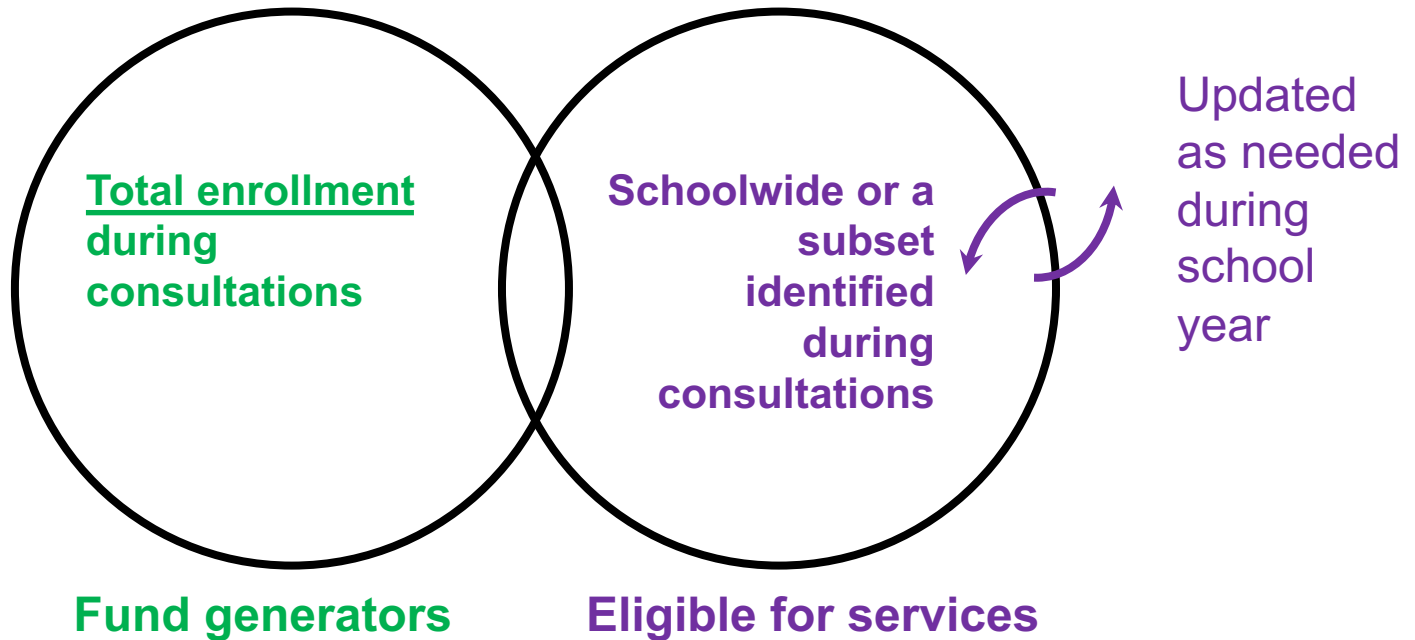 Total enrollment
during
consultations
Schoolwide or a
subset
identified
during
consultations
Updated
as needed
during
school
year
Fund generators
Eligible for services